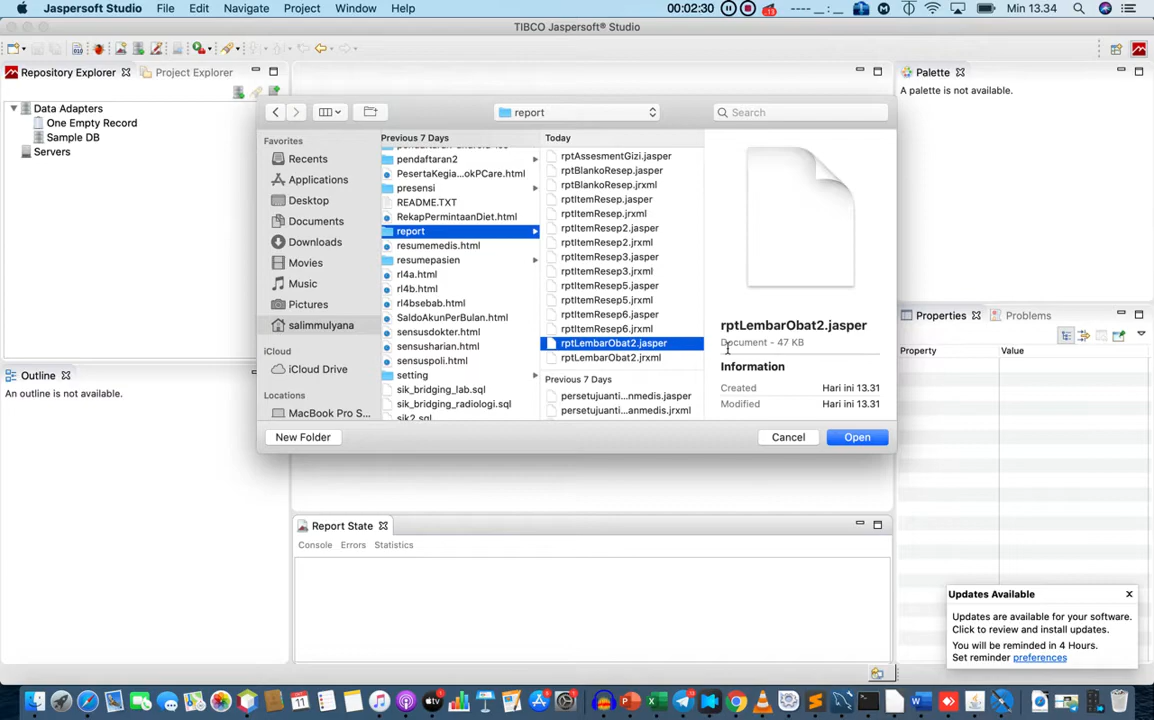 Jaspersoft Studio File Edit Navigate Project Window Help 00:02:30 Min 13.34
TIBCO Jaspersoft® Studio
Repository Explorer Project Explorer
Palette
A palette is not available.
Data Adapters
One Empty Record
Sample DB
Servers
Outline
An outline is not available.
report
Search
Favorites
Recents
Applications
Desktop
Documents
Downloads
Movies
Music
Pictures
salimmulyana
iCloud
iCloud Drive
Locations
MacBook Pro S...
Previous 7 Days
pendaftaran2
PesertaKegia...okPCare.html
presensi
README.TXT
RekapPermintaanDiet.html
report
resumemedis.html
resumepasien
rl4a.html
rl4b.html
rl4bsebab.html
SaldoAkunPerBulan.html
sensusdokter.html
sensusharian.html
sensuspoli.html
setting
sik_bridging_lab.sql
sik_bridging_radiologi.sql
sik2.sql
Today
rptAssesmentGizi.jasper
rptBlankoResep.jasper
rptBlankoResep.jrxml
rptItemResep.jasper
rptItemResep.jrxml
rptItemResep2.jasper
rptItemResep2.jrxml
rptItemResep3.jasper
rptItemResep3.jrxml
rptItemResep5.jasper
rptItemResep5.jrxml
rptItemResep6.jasper
rptItemResep6.jrxml
rptLembarObat2.jasper
rptLembarObat2.jrxml
Previous 7 Days
persetujuanti...nmedis.jasper
persetujuanti...anmedis.jrxml
rptLembarObat2.jasper
Document - 47 KB
Information
Created Hari ini 13.31
Modified Hari ini 13.31
New Folder Cancel Open
Properties Problems
Property Value
Report State
Console Errors Statistics
Updates Available
Updates are available for your software.
Click to review and install updates.
You will be reminded in 4 Hours.
Set reminder preferences